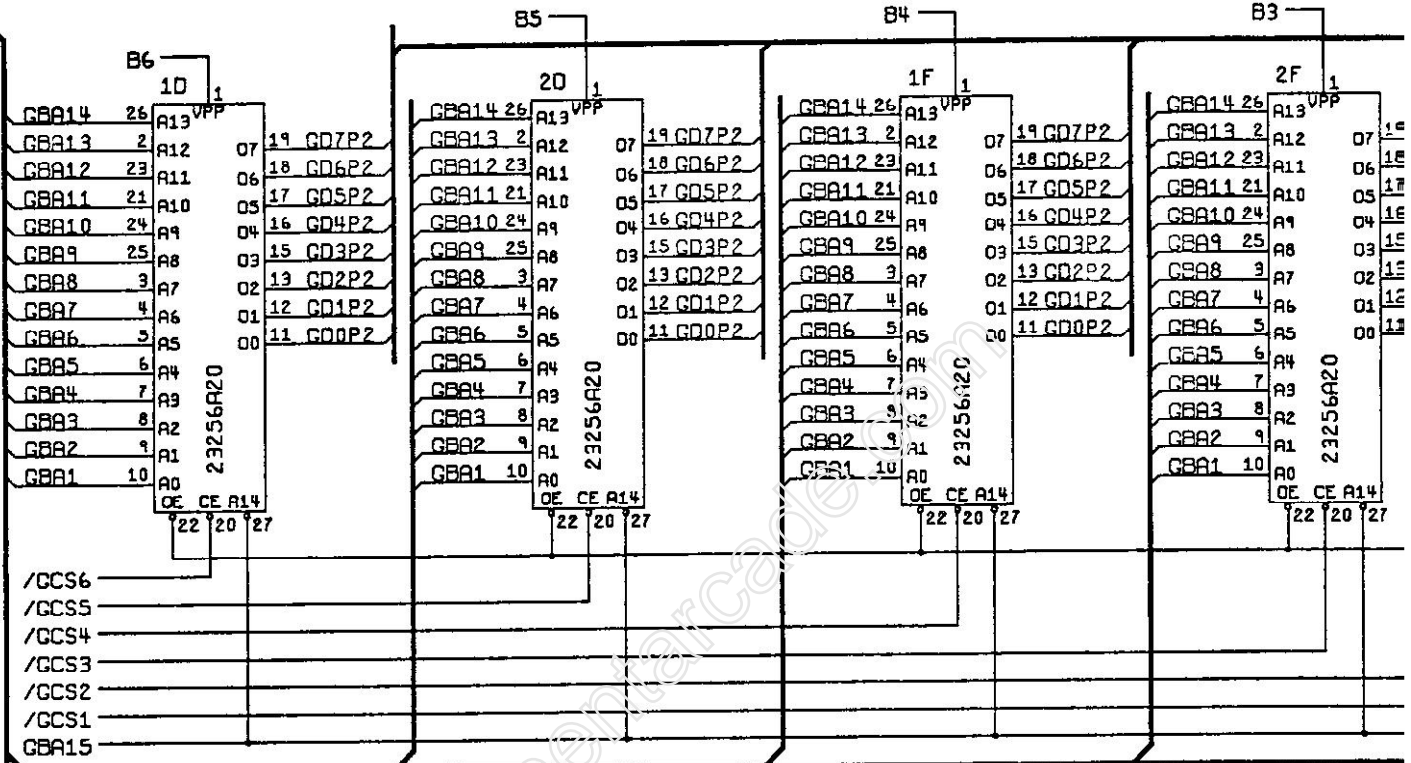 B6
1D
1
VPP
GBA14 26 A13
GBA13 2 A12
GBA12 23 A11
GBA11 21 A10
GBA10 24 A9
GBA9 25 A8
GBA8 3 A7
GBA7 4 A6
GBA6 5 A5
GBA5 6 A4
GBA4 7 A3
GBA3 8 A2
GBA2 9 A1
GBA1 10 A0
O7 19 GD7P2
O6 18 GD6P2
O5 17 GD5P2
O4 16 GD4P2
O3 15 GD3P2
O2 13 GD2P2
O1 12 GD1P2
O0 11 GD0P2
23256A20
OE CE A14
22 20 27
B5
2D
1
VPP
GBA14 26 A13
GBA13 2 A12
GBA12 23 A11
GBA11 21 A10
GBA10 24 A9
GBA9 25 A8
GBA8 3 A7
GBA7 4 A6
GBA6 5 A5
GBA5 6 A4
GBA4 7 A3
GBA3 8 A2
GBA2 9 A1
GBA1 10 A0
O7 19 GD7P2
O6 18 GD6P2
O5 17 GD5P2
O4 16 GD4P2
O3 15 GD3P2
O2 13 GD2P2
O1 12 GD1P2
O0 11 GD0P2
23256A20
OE CE A14
22 20 27
B4
1F
1
VPP
GBA14 26 A13
GBA13 2 A12
GBA12 23 A11
GBA11 21 A10
GBA10 24 A9
GBA9 25 A8
GBA8 3 A7
GBA7 4 A6
GBA6 5 A5
GBA5 6 A4
GBA4 7 A3
GBA3 8 A2
GBA2 9 A1
GBA1 10 A0
O7 19 GD7P2
O6 18 GD6P2
O5 17 GD5P2
O4 16 GD4P2
O3 15 GD3P2
O2 13 GD2P2
O1 12 GD1P2
O0 11 GD0P2
23256A20
OE CE A14
22 20 27
B3
2F
1
VPP
GBA14 26 A13
GBA13 2 A12
GBA12 23 A11
GBA11 21 A10
GBA10 24 A9
GBA9 25 A8
GBA8 3 A7
GBA7 4 A6
GBA6 5 A5
GBA5 6 A4
GBA4 7 A3
GBA3 8 A2
GBA2 9 A1
GBA1 10 A0
O7
O6 18
O5 17
O4 16
O3 15
O2 13
O1 12
O0 11
23256A20
OE CE A14
22 20 27
/GCS6
/GCS5
/GCS4
/GCS3
/GCS2
/GCS1
GBA15
entarcade.com